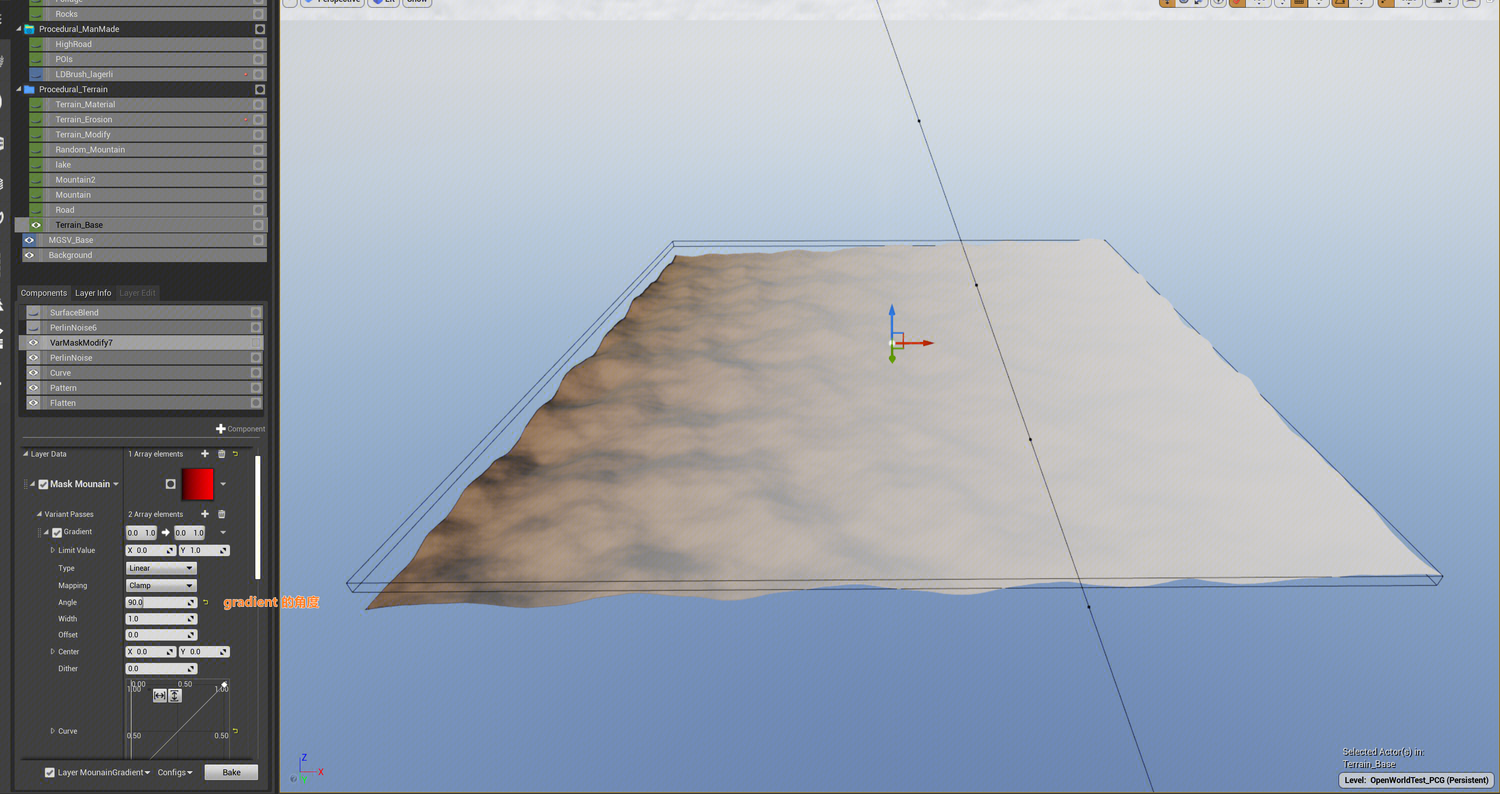 Perspective
Lit
Show
Foliage
Rocks
Procedural_ManMade
HighRoad
POIs
LDBrush_lagerli
Procedural_Terrain
Terrain_Material
Terrain_Erosion
Terrain_Modify
Random_Mountain
lake
Mountain2
Mountain
Road
Terrain_Base
MGSV_Base
Background
Components Layer Info Layer Edit
SurfaceBlend
PerlinNoise6
VarMaskModify7
PerlinNoise
Curve
Pattern
Flatten
Component
Layer Data 1 Array elements
Mask Mounain
Variant Passes 2 Array elements
Gradient 0.0 1.0 0.0 1.0
Limit Value X 0.0 Y 1.0
Type Linear
Mapping Clamp
Angle 90.0
gradient 的角度
Width 1.0
Offset 0.0
Center X 0.0 Y 0.0
Dither 0.0
0.00 0.50 1.00
1.00
Curve 0.50 0.50
Layer MounainGradient Configs Bake
Z
X
Y
Selected Actor(s) in:
Terrain_Base
Level: OpenWorldTest_PCG (Persistent)